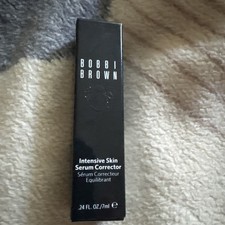 BOBBI
BROWN
Intensive Skin
Serum Corrector
Sérum Correcteur
Équilibrant
.24 FL.OZ./7ml e